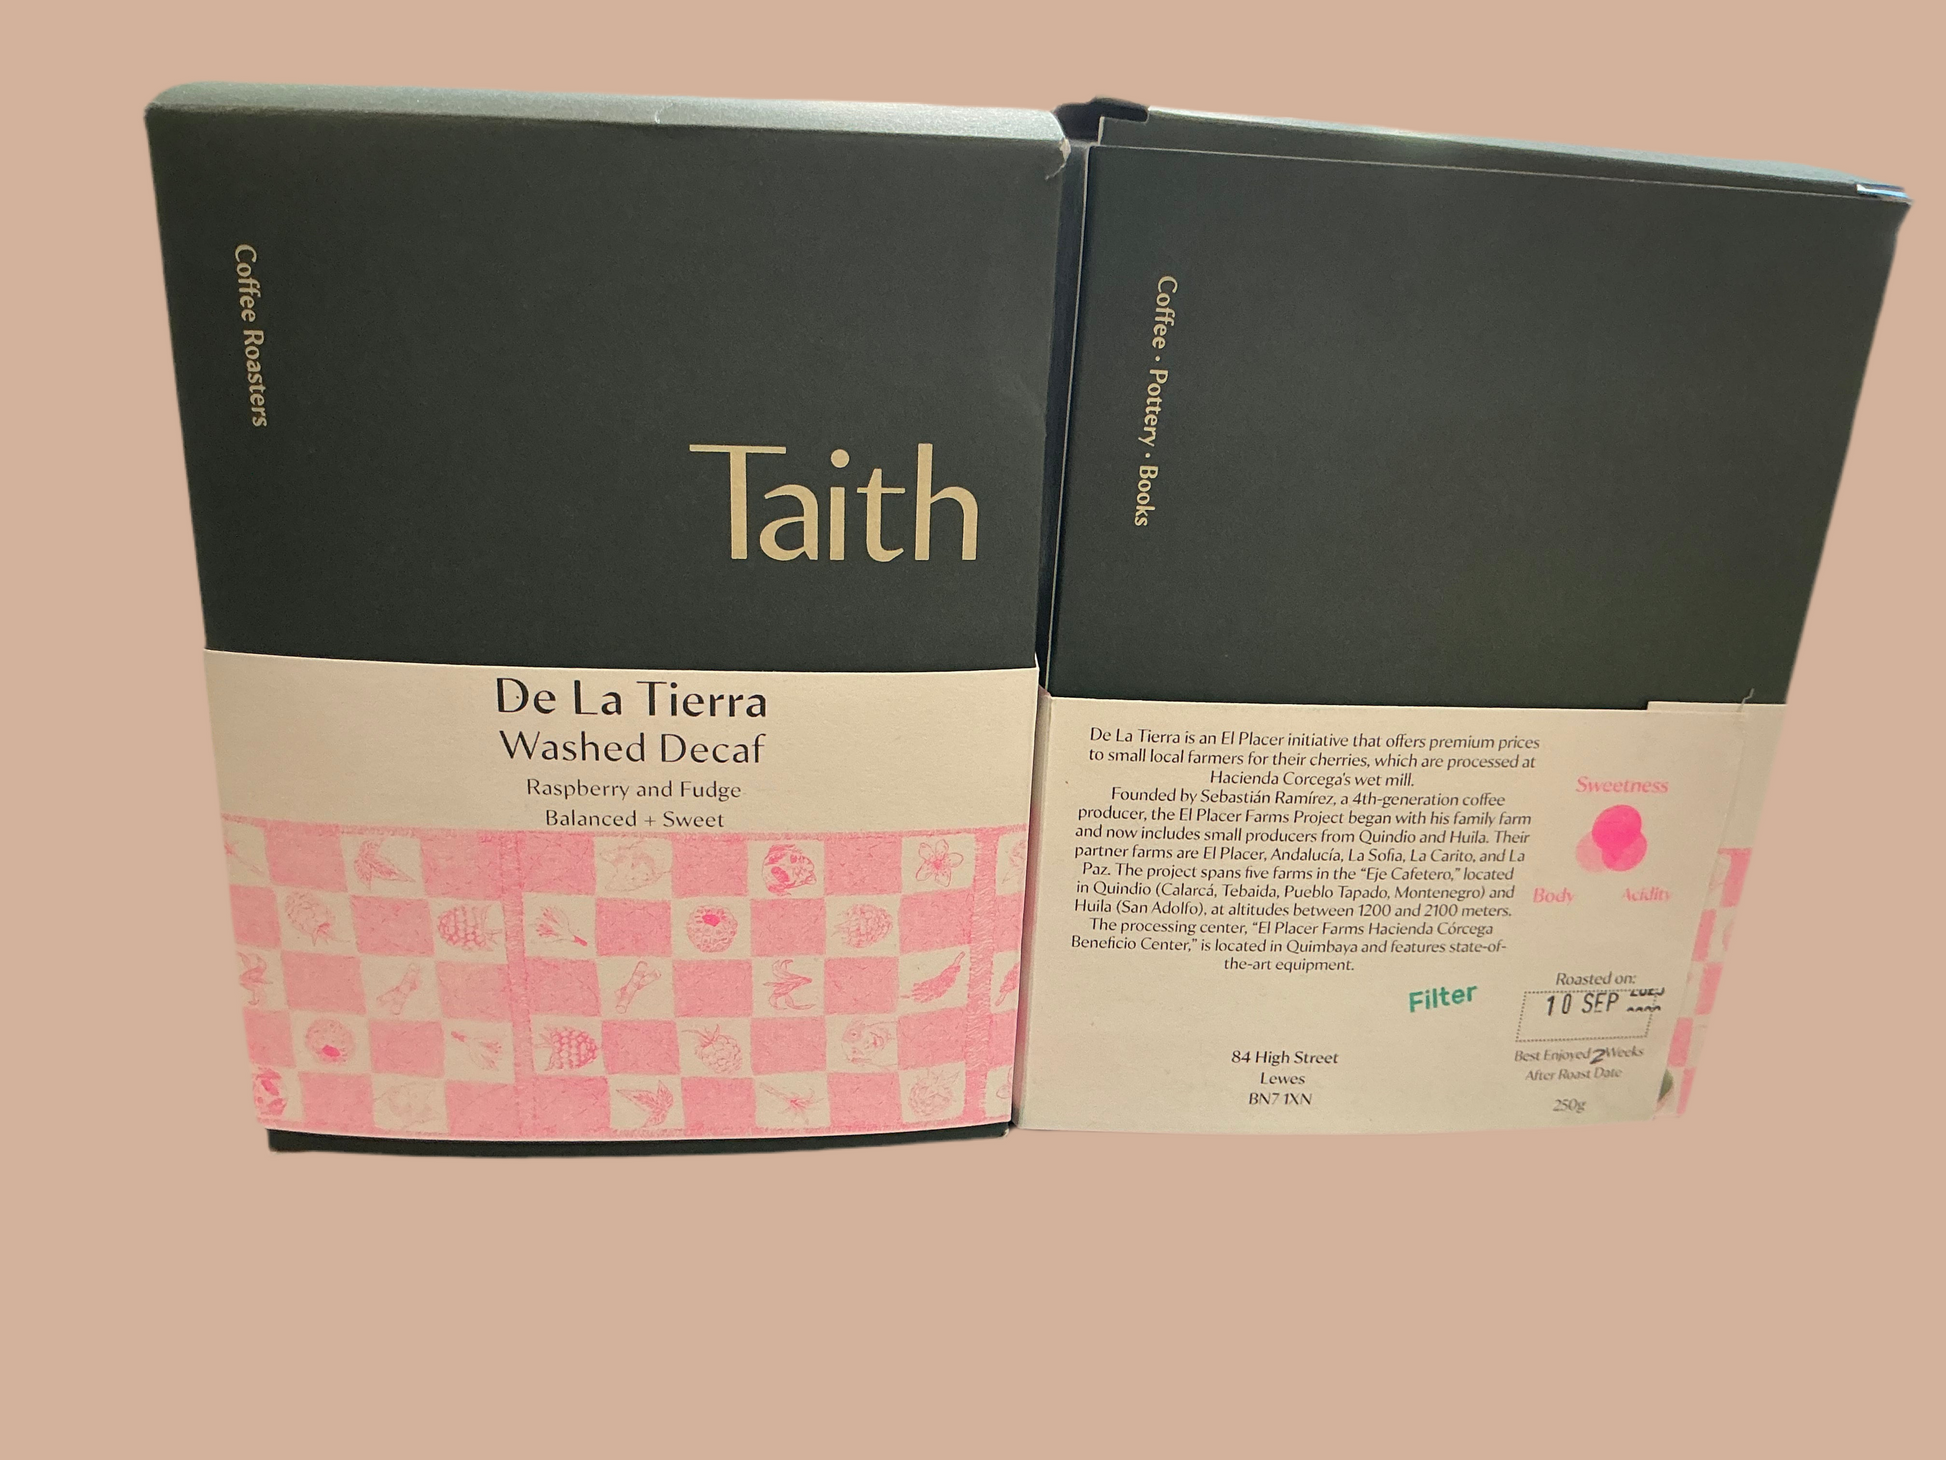 Coffee Roasters
Taith
De La Tierra
Washed Decaf
Raspberry and Fudge
Balanced + Sweet
Coffee · Pottery · Books
De La Tierra is an El Placer initiative that offers premium prices
to small local farmers for their cherries, which are processed at
Hacienda Corcega's wet mill.
Founded by Sebastián Ramírez, a 4th-generation coffee
producer, the El Placer Farms Project began with his family farm
and now includes small producers from Quindio and Huila. Their
partner farms are El Placer, Andalucía, La Sofia, La Carito, and La
Paz. The project spans five farms in the “Eje Cafetero,” located
in Quindio (Calarcá, Tebaida, Pueblo Tapado, Montenegro) and
Huila (San Adolfo), at altitudes between 1200 and 2100 meters.
The processing center, “El Placer Farms Hacienda Córcega
Beneficio Center,” is located in Quimbaya and features state-of-
the-art equipment.
Sweetness
Body
Acidity
Filter
Roasted on:
10 SEP
Best Enjoyed 2 Weeks
After Roast Date
250g
84 High Street
Lewes
BN7 1XN